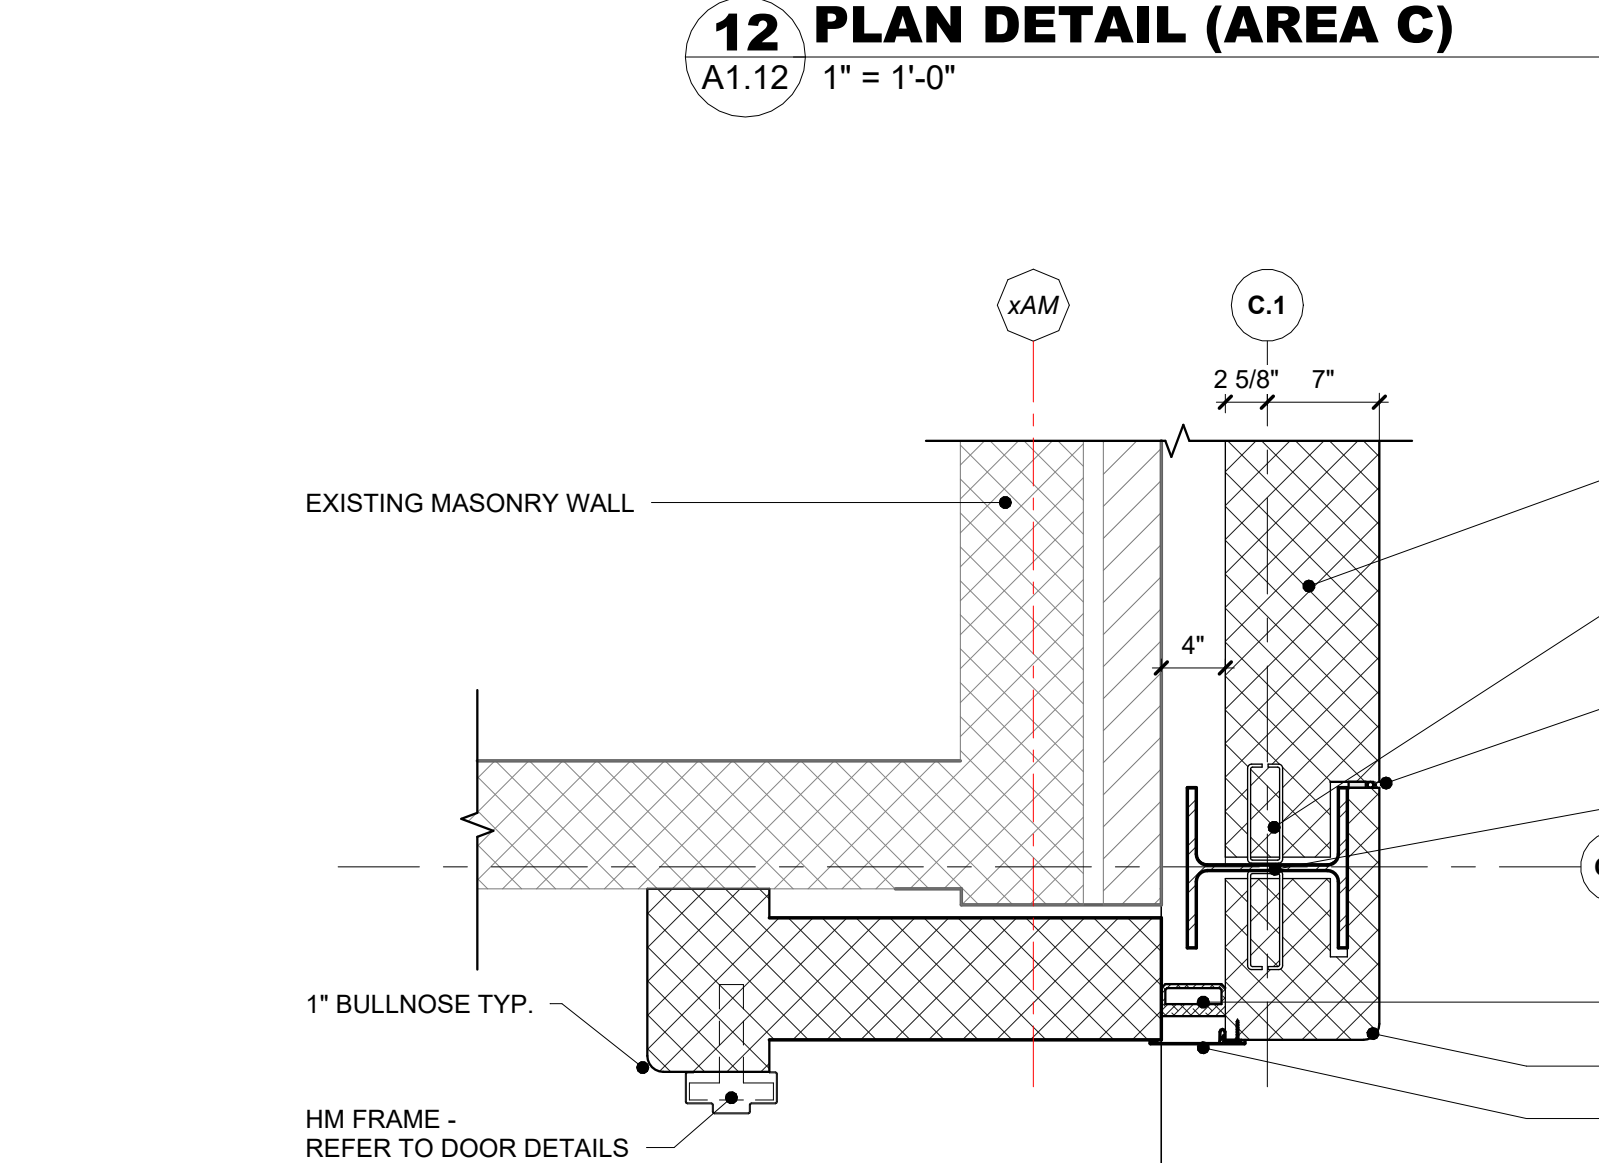 12 PLAN DETAIL (AREA C)
A1.12 1" = 1'-0"
xAM
C.1
2 5/8" 7"
EXISTING MASONRY WALL
4"
1" BULLNOSE TYP.
HM FRAME -
REFER TO DOOR DETAILS